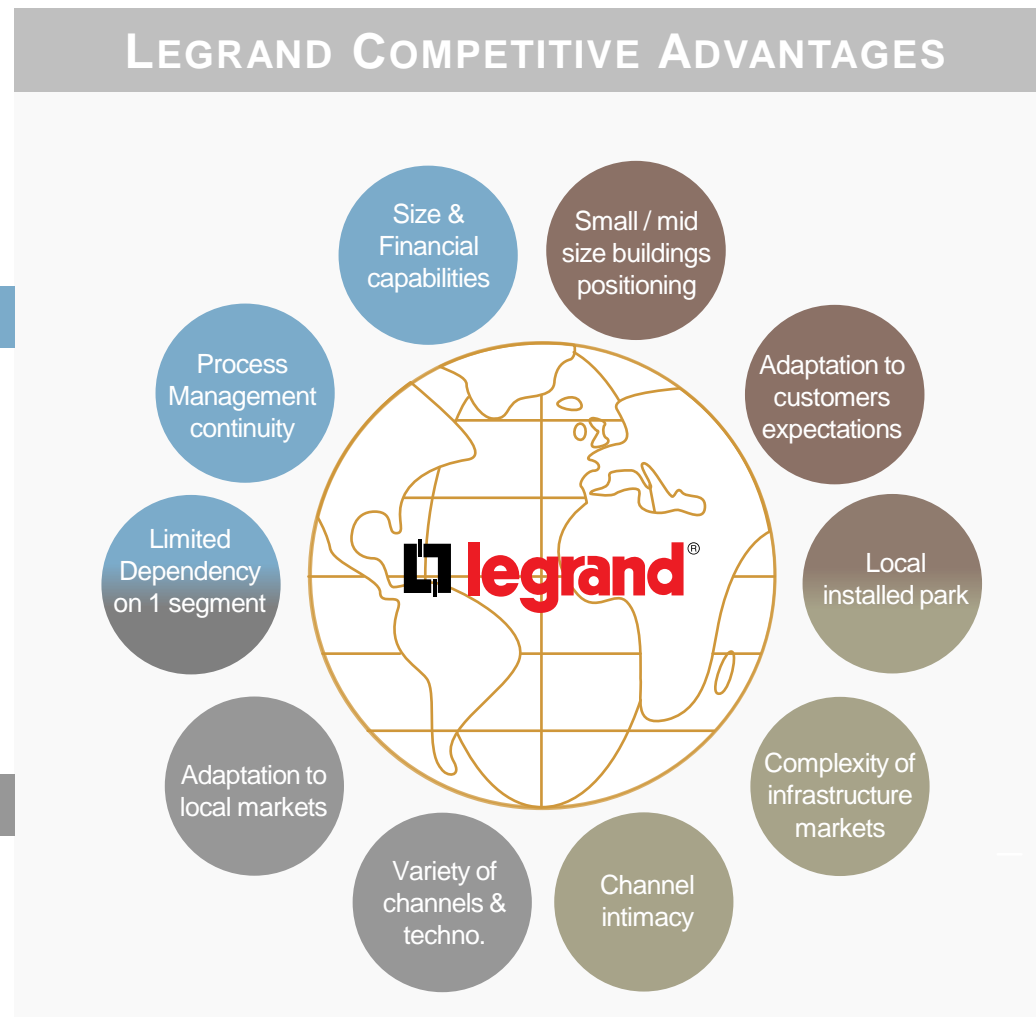 LEGRAND COMPETITIVE ADVANTAGES
Size &
Financial
capabilities
Small / mid
size buildings
positioning
Process
Management
continuity
Adaptation to
customers
expectations
Limited
Dependency
on 1 segment
legrand®
Local
installed park
Adaptation to
local markets
Complexity of
infrastructure
markets
Variety of
channels &
techno.
Channel
intimacy